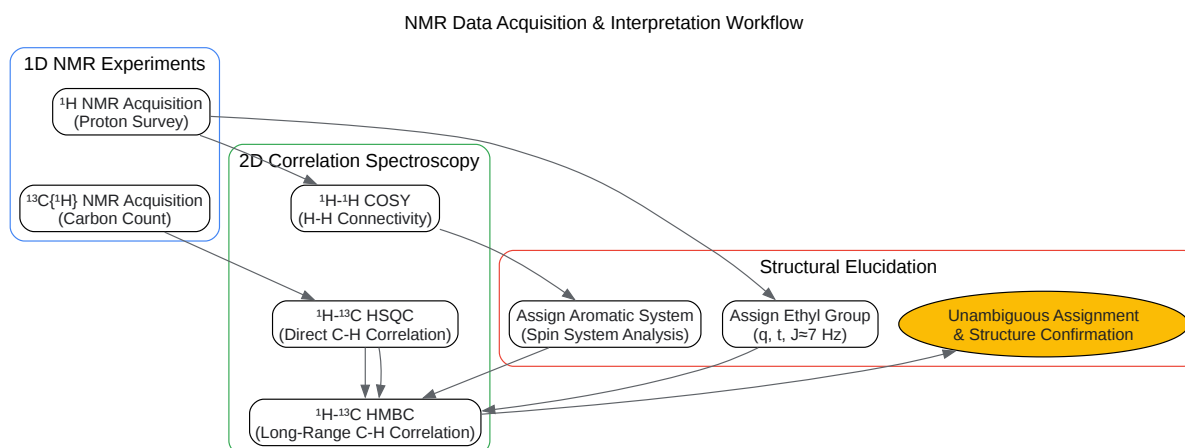 NMR Data Acquisition & Interpretation Workflow
1D NMR Experiments
¹H NMR Acquisition
(Proton Survey)
¹³C{¹H} NMR Acquisition
(Carbon Count)
2D Correlation Spectroscopy
¹H-¹H COSY
(H-H Connectivity)
¹H-¹³C HSQC
(Direct C-H Correlation)
¹H-¹³C HMBC
(Long-Range C-H Correlation)
Structural Elucidation
Assign Aromatic System
(Spin System Analysis)
Assign Ethyl Group
(q, t, J≈7 Hz)
Unambiguous Assignment
& Structure Confirmation